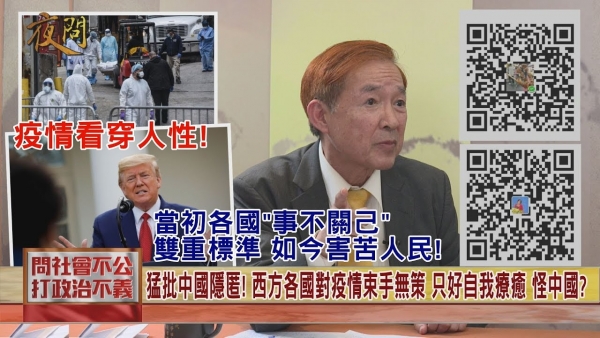 夜問
疫情看穿人性!
當初各國"事不關己"
雙重標準 如今害苦人民!
問社會不公
打政治不義
猛批中國隱匿! 西方各國對疫情束手無策 只好自我療癒 怪中國?